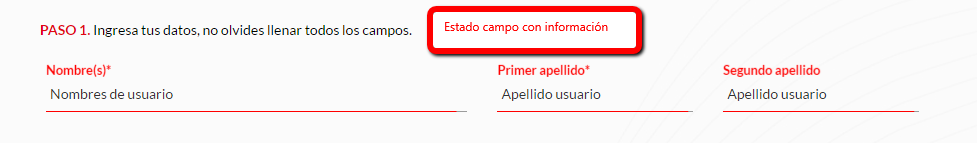 PASO 1. Ingresa tus datos, no olvides llenar todos los campos.
Estado campo con información
Nombre(s)* Primer apellido* Segundo apellido
Nombres de usuario Apellido usuario Apellido usuario